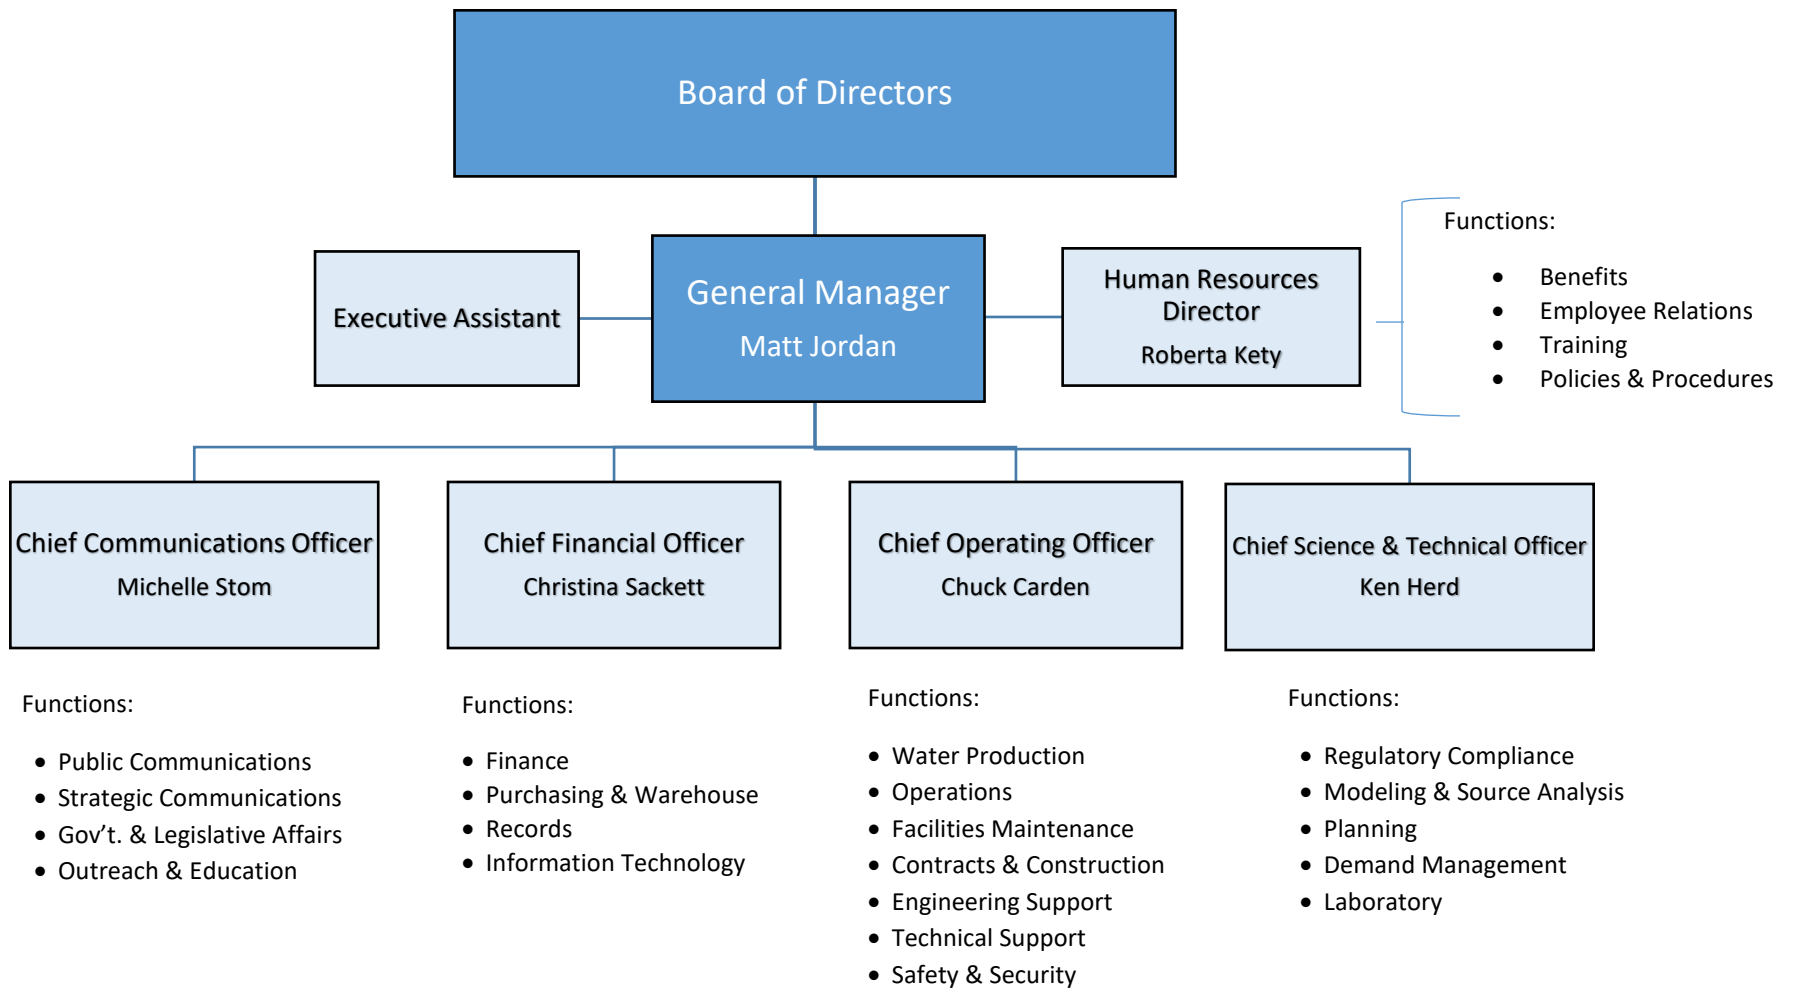 Board of Directors
Executive Assistant
General Manager
Matt Jordan
Human Resources
Director
Roberta Kety
Functions:
• Benefits
• Employee Relations
• Training
• Policies & Procedures
Chief Communications Officer
Michelle Stom
Chief Financial Officer
Christina Sackett
Chief Operating Officer
Chuck Carden
Chief Science & Technical Officer
Ken Herd
Functions:
• Public Communications
• Strategic Communications
• Gov’t. & Legislative Affairs
• Outreach & Education
Functions:
• Finance
• Purchasing & Warehouse
• Records
• Information Technology
Functions:
• Water Production
• Operations
• Facilities Maintenance
• Contracts & Construction
• Engineering Support
• Technical Support
• Safety & Security
Functions:
• Regulatory Compliance
• Modeling & Source Analysis
• Planning
• Demand Management
• Laboratory